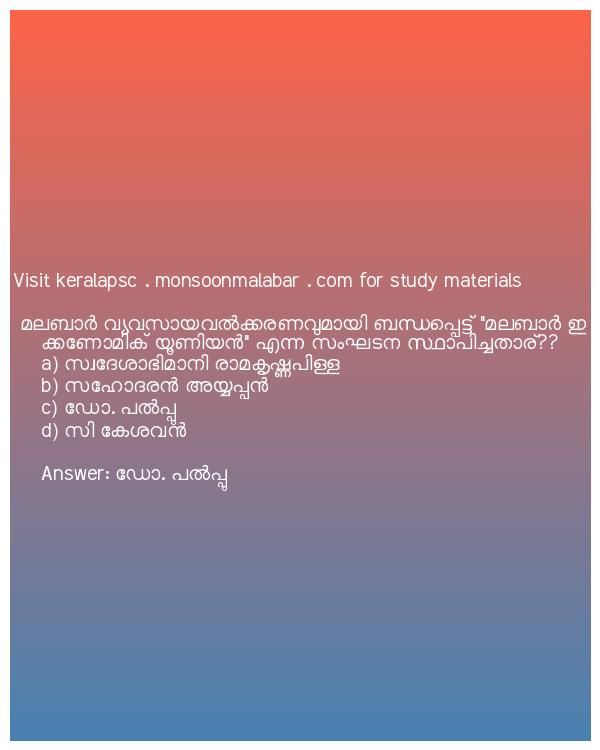 Visit keralapsc . monsoonmalabar . com for study materials
മലബാർ വ്യവസായവൽക്കരണവുമായി ബന്ധപ്പെട്ട് "മലബാർ ഇ
ക്കണോമിക് യൂണിയൻ" എന്ന സംഘടന സ്ഥാപിച്ചതാര്??
a) സ്വദേശാഭിമാനി രാമകൃഷ്ണപിള്ള
b) സഹോദരൻ അയ്യപ്പൻ
c) ഡോ. പൽപ്പു
d) സി കേശവൻ
Answer: ഡോ. പൽപ്പു